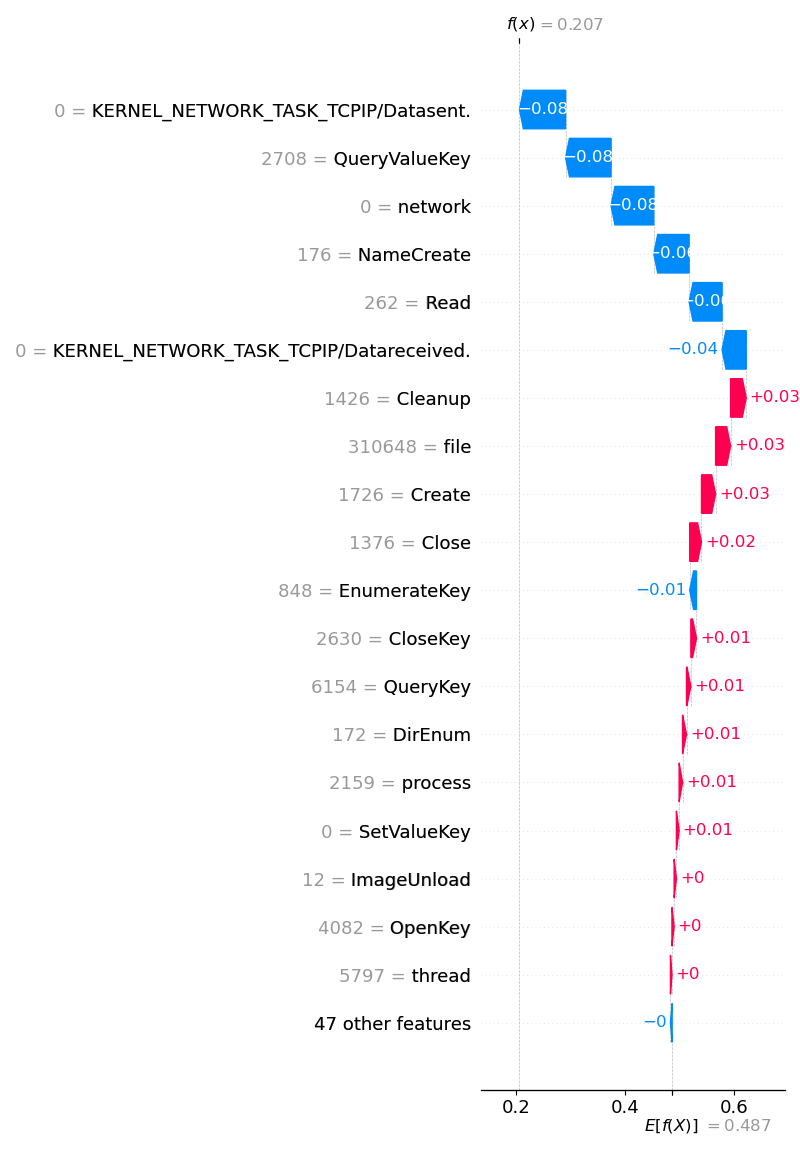 f(x) = 0.207
0 = KERNEL_NETWORK_TASK_TCPIP/Datasent. −0.08
2708 = QueryValueKey −0.08
0 = network −0.08
176 = NameCreate −0.06
262 = Read −0.06
0 = KERNEL_NETWORK_TASK_TCPIP/Datareceived. −0.04
1426 = Cleanup +0.03
310648 = file +0.03
1726 = Create +0.03
1376 = Close +0.02
848 = EnumerateKey −0.01
2630 = CloseKey +0.01
6154 = QueryKey +0.01
172 = DirEnum +0.01
2159 = process +0.01
0 = SetValueKey +0.01
12 = ImageUnload +0
4082 = OpenKey +0
5797 = thread +0
47 other features −0
0.2 0.4 0.6
E[f(X)] = 0.487